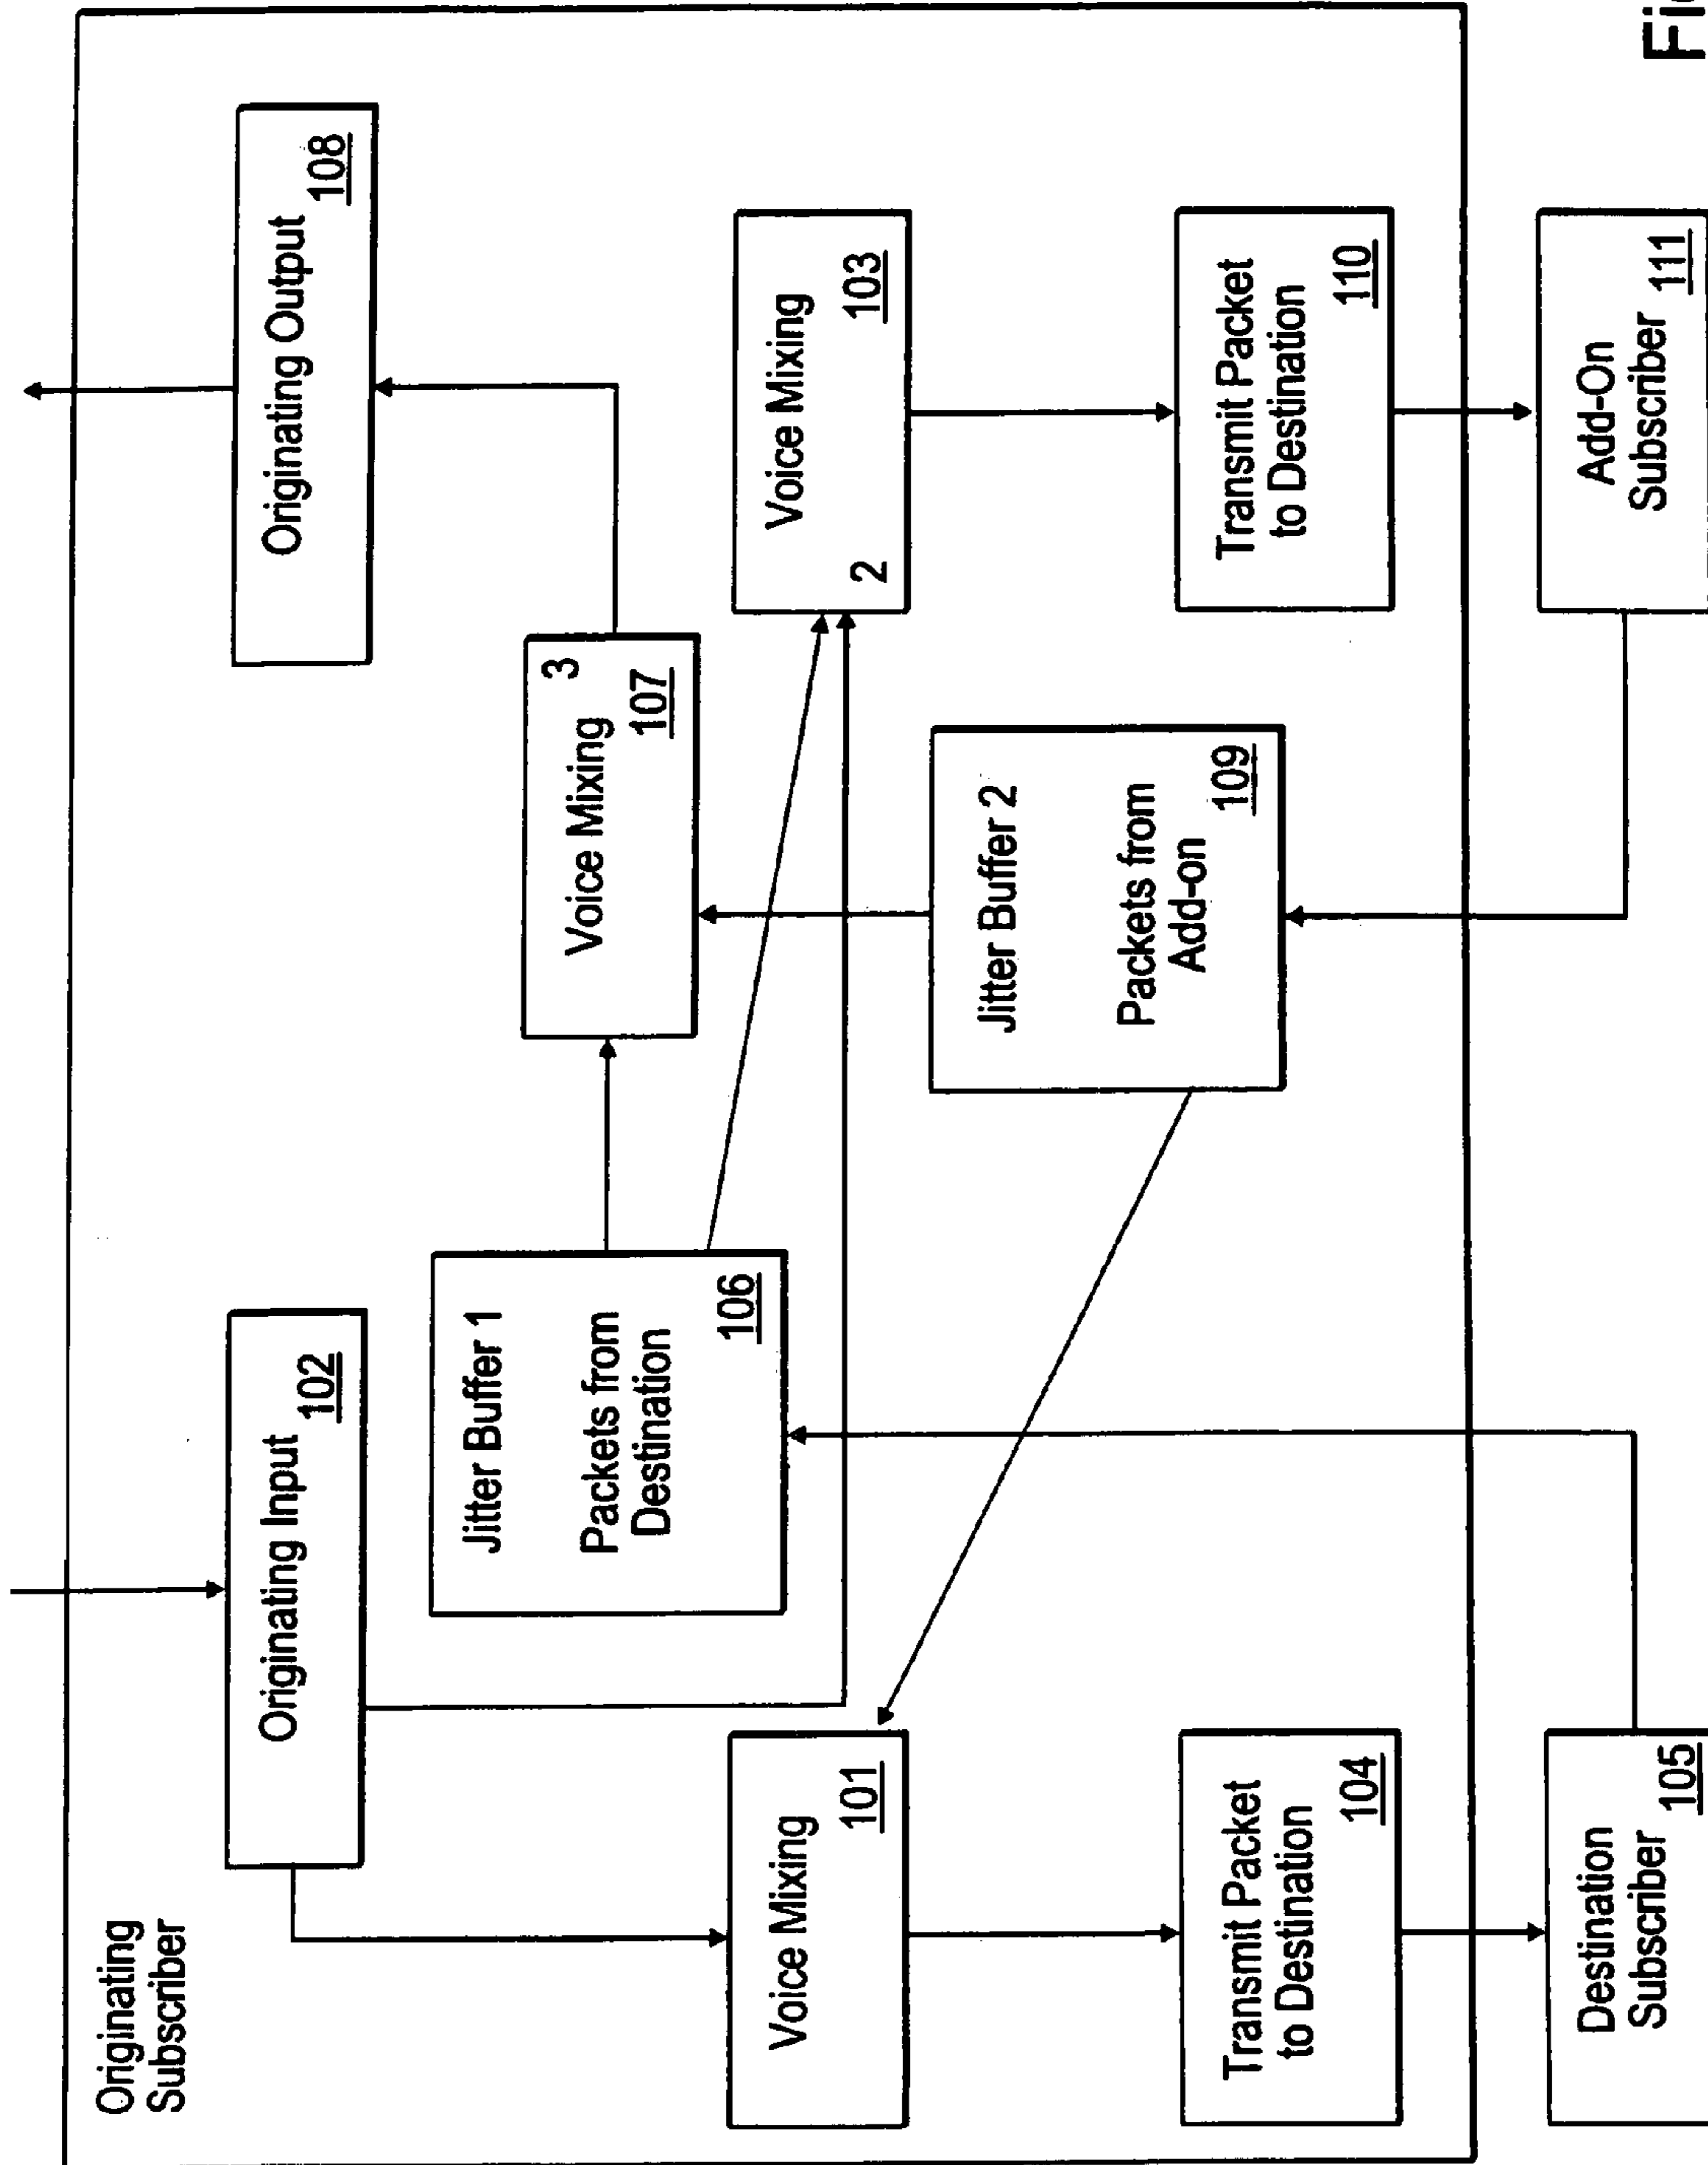 Originating
Subscriber
Originating Input
102
Originating Output
108
Jitter Buffer 1
Packets from
Destination
106
Voice Mixing
3
107
Voice Mixing
101
Voice Mixing
2
103
Jitter Buffer 2
Packets from
Add-on
109
Transmit Packet
to Destination
104
Transmit Packet
to Destination
110
Destination
Subscriber
105
Add-On
Subscriber
111